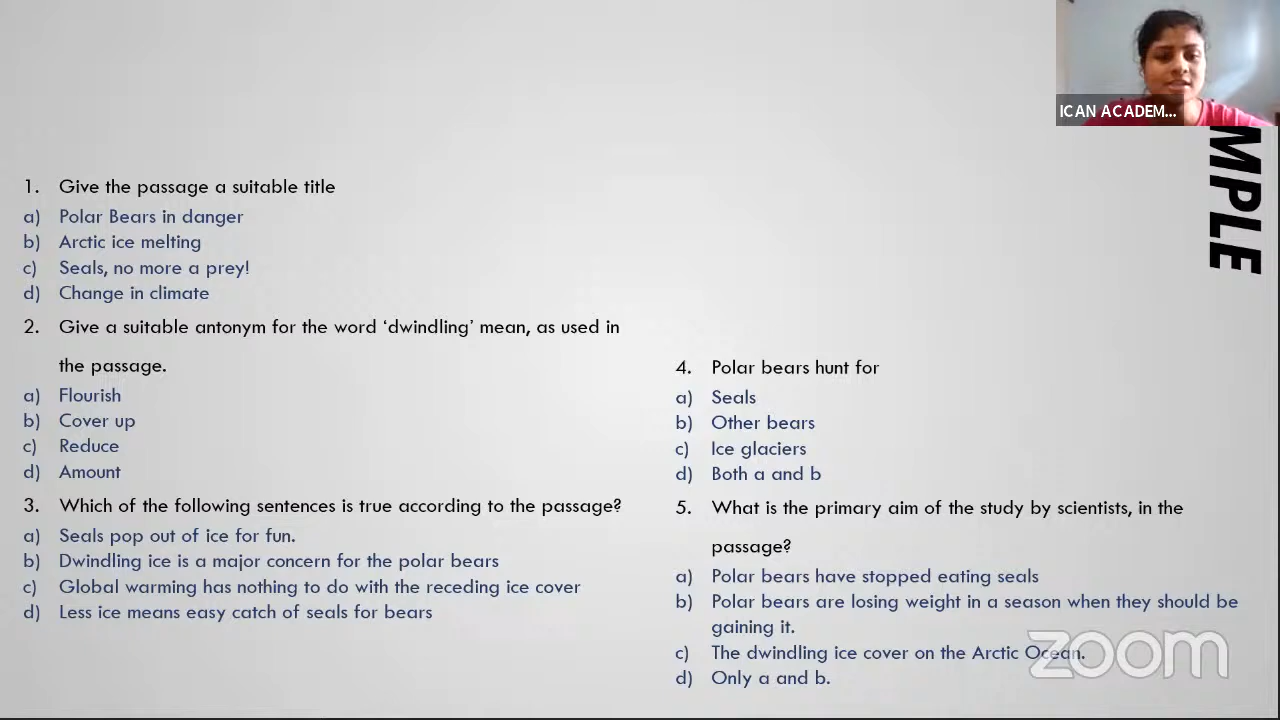 ICAN ACADEM...
MPLE
1. Give the passage a suitable title
a) Polar Bears in danger
b) Arctic ice melting
c) Seals, no more a prey!
d) Change in climate
2. Give a suitable antonym for the word ‘dwindling’ mean, as used in
the passage.
a) Flourish
b) Cover up
c) Reduce
d) Amount
3. Which of the following sentences is true according to the passage?
a) Seals pop out of ice for fun.
b) Dwindling ice is a major concern for the polar bears
c) Global warming has nothing to do with the receding ice cover
d) Less ice means easy catch of seals for bears
4. Polar bears hunt for
a) Seals
b) Other bears
c) Ice glaciers
d) Both a and b
5. What is the primary aim of the study by scientists, in the
passage?
a) Polar bears have stopped eating seals
b) Polar bears are losing weight in a season when they should be
gaining it.
c) The dwindling ice cover on the Arctic Ocean.
d) Only a and b.
zoom